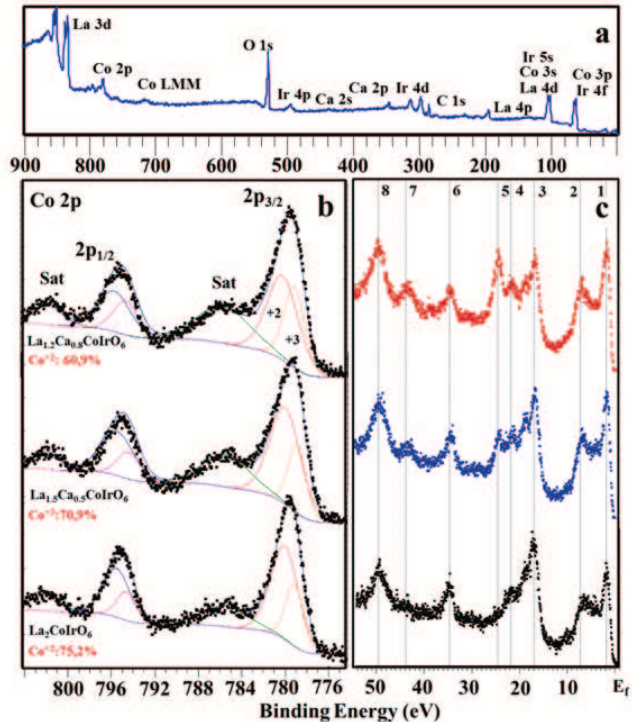 a
La 3d
Co 2p
Co LMM
O 1s
Ir 4p
Ca 2s
Ca 2p
Ir 4d
C 1s
La 4p
Ir 5s
Co 3s
La 4d
Co 3p
Ir 4f
900 800 700 600 500 400 300 200 100 0
Co 2p
b
2p3/2
2p1/2
Sat
Sat
+2
+3
La1.2Ca0.8CoIrO6
Co+2: 60,9%
La1.5Ca0.5CoIrO6
Co+2:70,9%
La2CoIrO6
Co+2:75,2%
800 796 792 788 784 780 776
8 7 6 5 4 3 2 1
c
50 40 30 20 10 Ef
Binding Energy (eV)